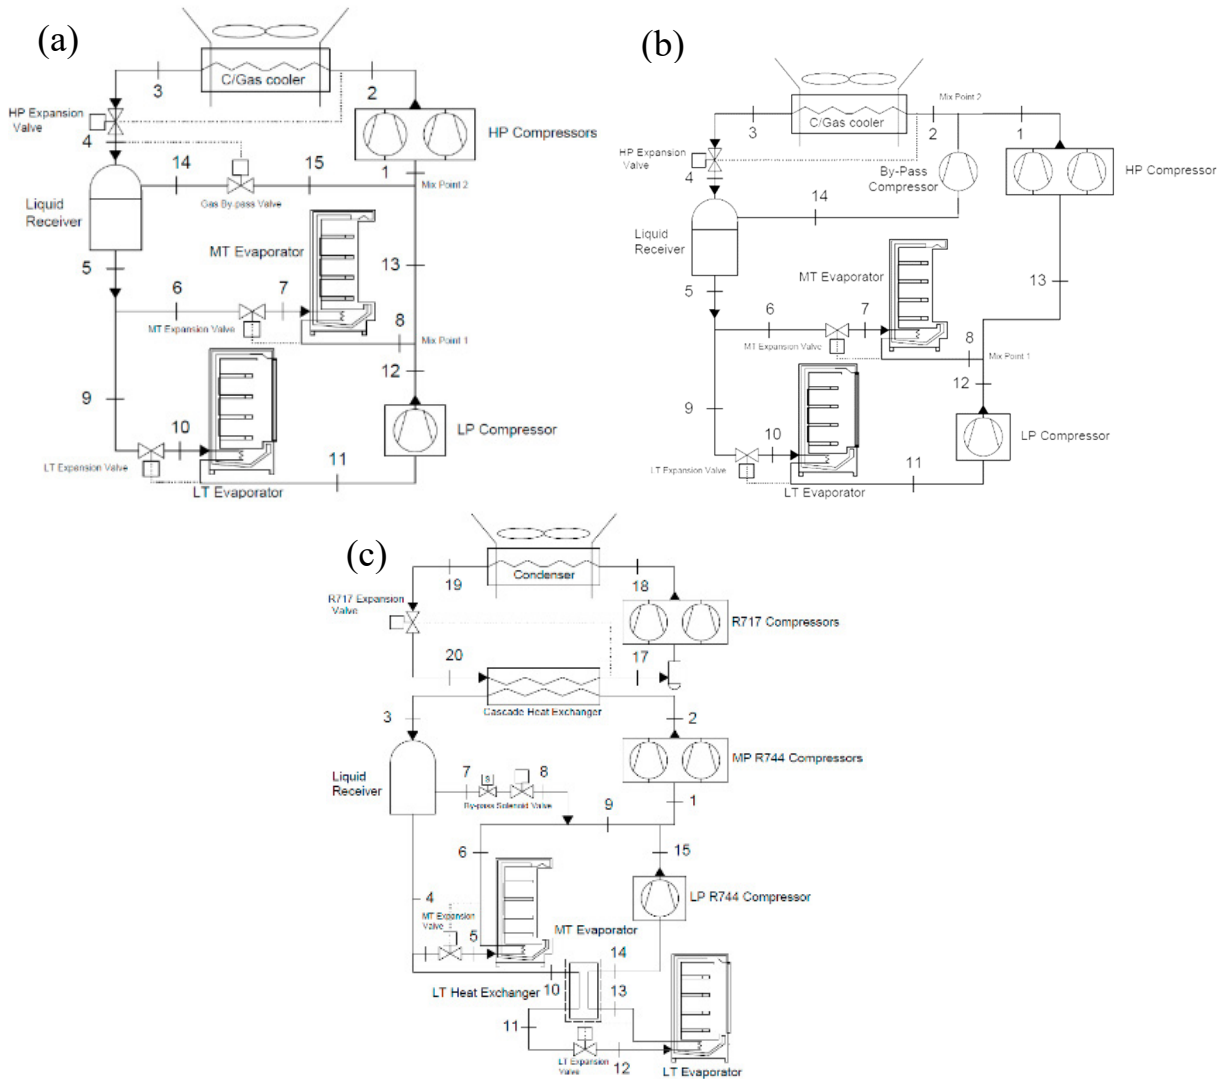 (a)
C/Gas cooler
3
2
HP Expansion
Valve
4
HP Compressors
14
15
1
Mix Point 2
Gas By-pass Valve
Liquid
Receiver
MT Evaporator
5
13
6
7
MT Expansion Valve
8
Mix Point 1
12
9
10
LP Compressor
LT Expansion Valve
11
LT Evaporator
(b)
Mix Point 2
3
C/Gas cooler
2
1
HP Expansion
Valve
4
By-Pass
Compressor
HP Compressor
14
Liquid
Receiver
MT Evaporator
5
13
6
7
MT Expansion Valve
8
Mix Point 1
12
9
10
LP Compressor
LT Expansion Valve
11
LT Evaporator
(c)
Condenser
19
18
R717 Expansion
Valve
R717 Compressors
20
17
Cascade Heat Exchanger
3
2
MP R744 Compressors
Liquid
Receiver
7
S
8
By-pass Solenoid Valve
9
1
6
15
LP R744 Compressor
4
MT Expansion
Valve
5
MT Evaporator
14
LT Heat Exchanger
10
13
11
LT Expansion
Valve
12
LT Evaporator